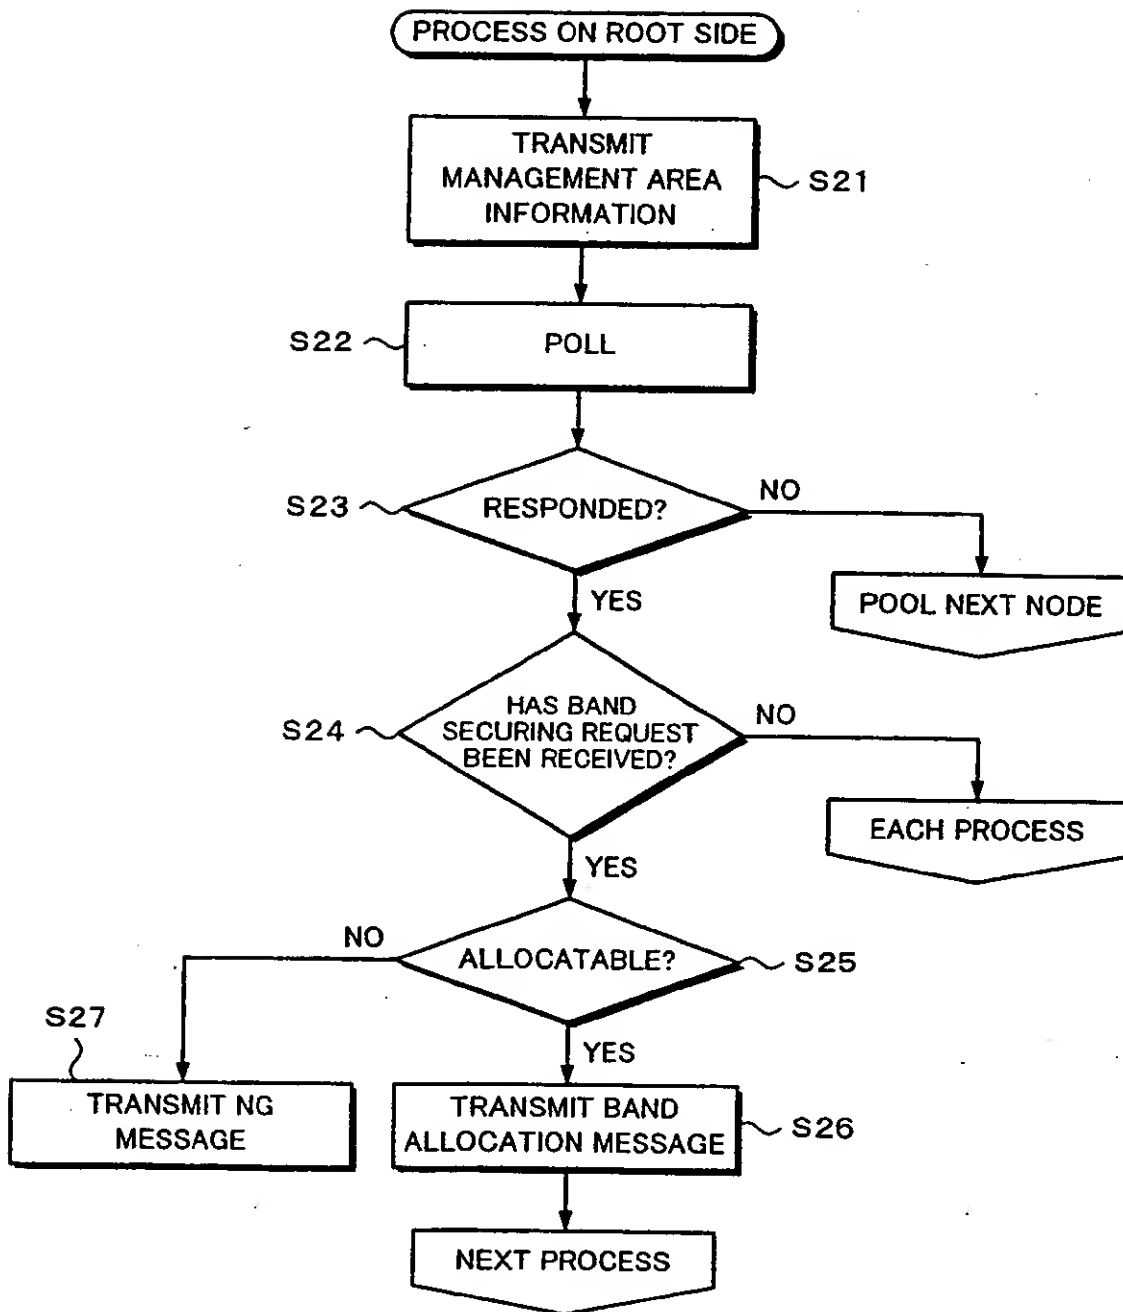 PROCESS ON ROOT SIDE
TRANSMIT
MANAGEMENT AREA
INFORMATION
S21
S22
POLL
S23
RESPONDED?
NO
YES
POOL NEXT NODE
S24
HAS BAND
SECURING REQUEST
BEEN RECEIVED?
NO
YES
EACH PROCESS
NO
ALLOCATABLE?
S25
S27
YES
TRANSMIT NG
MESSAGE
TRANSMIT BAND
ALLOCATION MESSAGE
S26
NEXT PROCESS